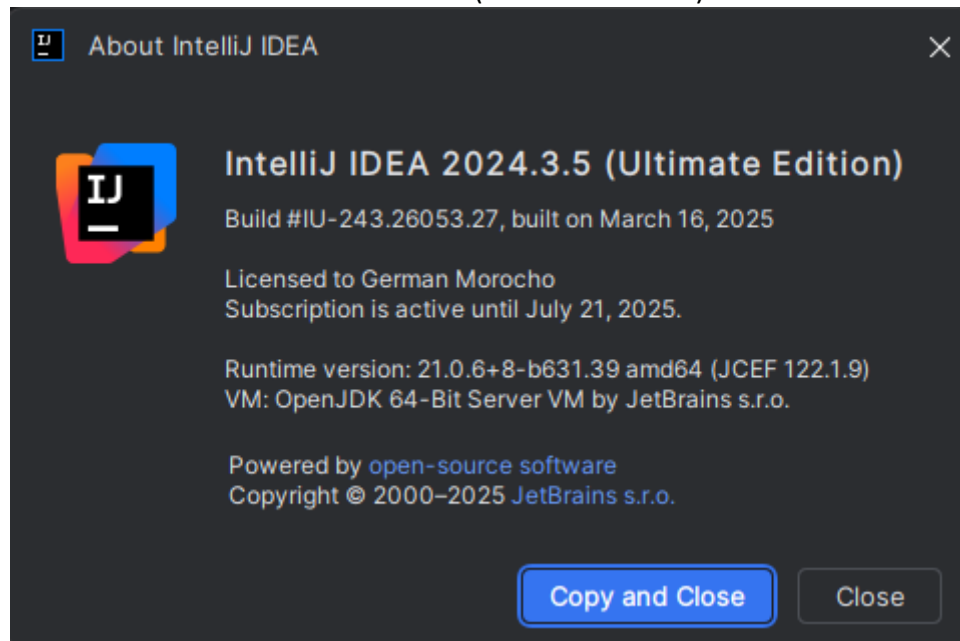 About IntelliJ IDEA
IJ
IntelliJ IDEA 2024.3.5 (Ultimate Edition)
Build #IU-243.26053.27, built on March 16, 2025
Licensed to German Morocho
Subscription is active until July 21, 2025.
Runtime version: 21.0.6+8-b631.39 amd64 (JCEF 122.1.9)
VM: OpenJDK 64-Bit Server VM by JetBrains s.r.o.
Powered by open-source software
Copyright © 2000–2025 JetBrains s.r.o.
Copy and Close
Close